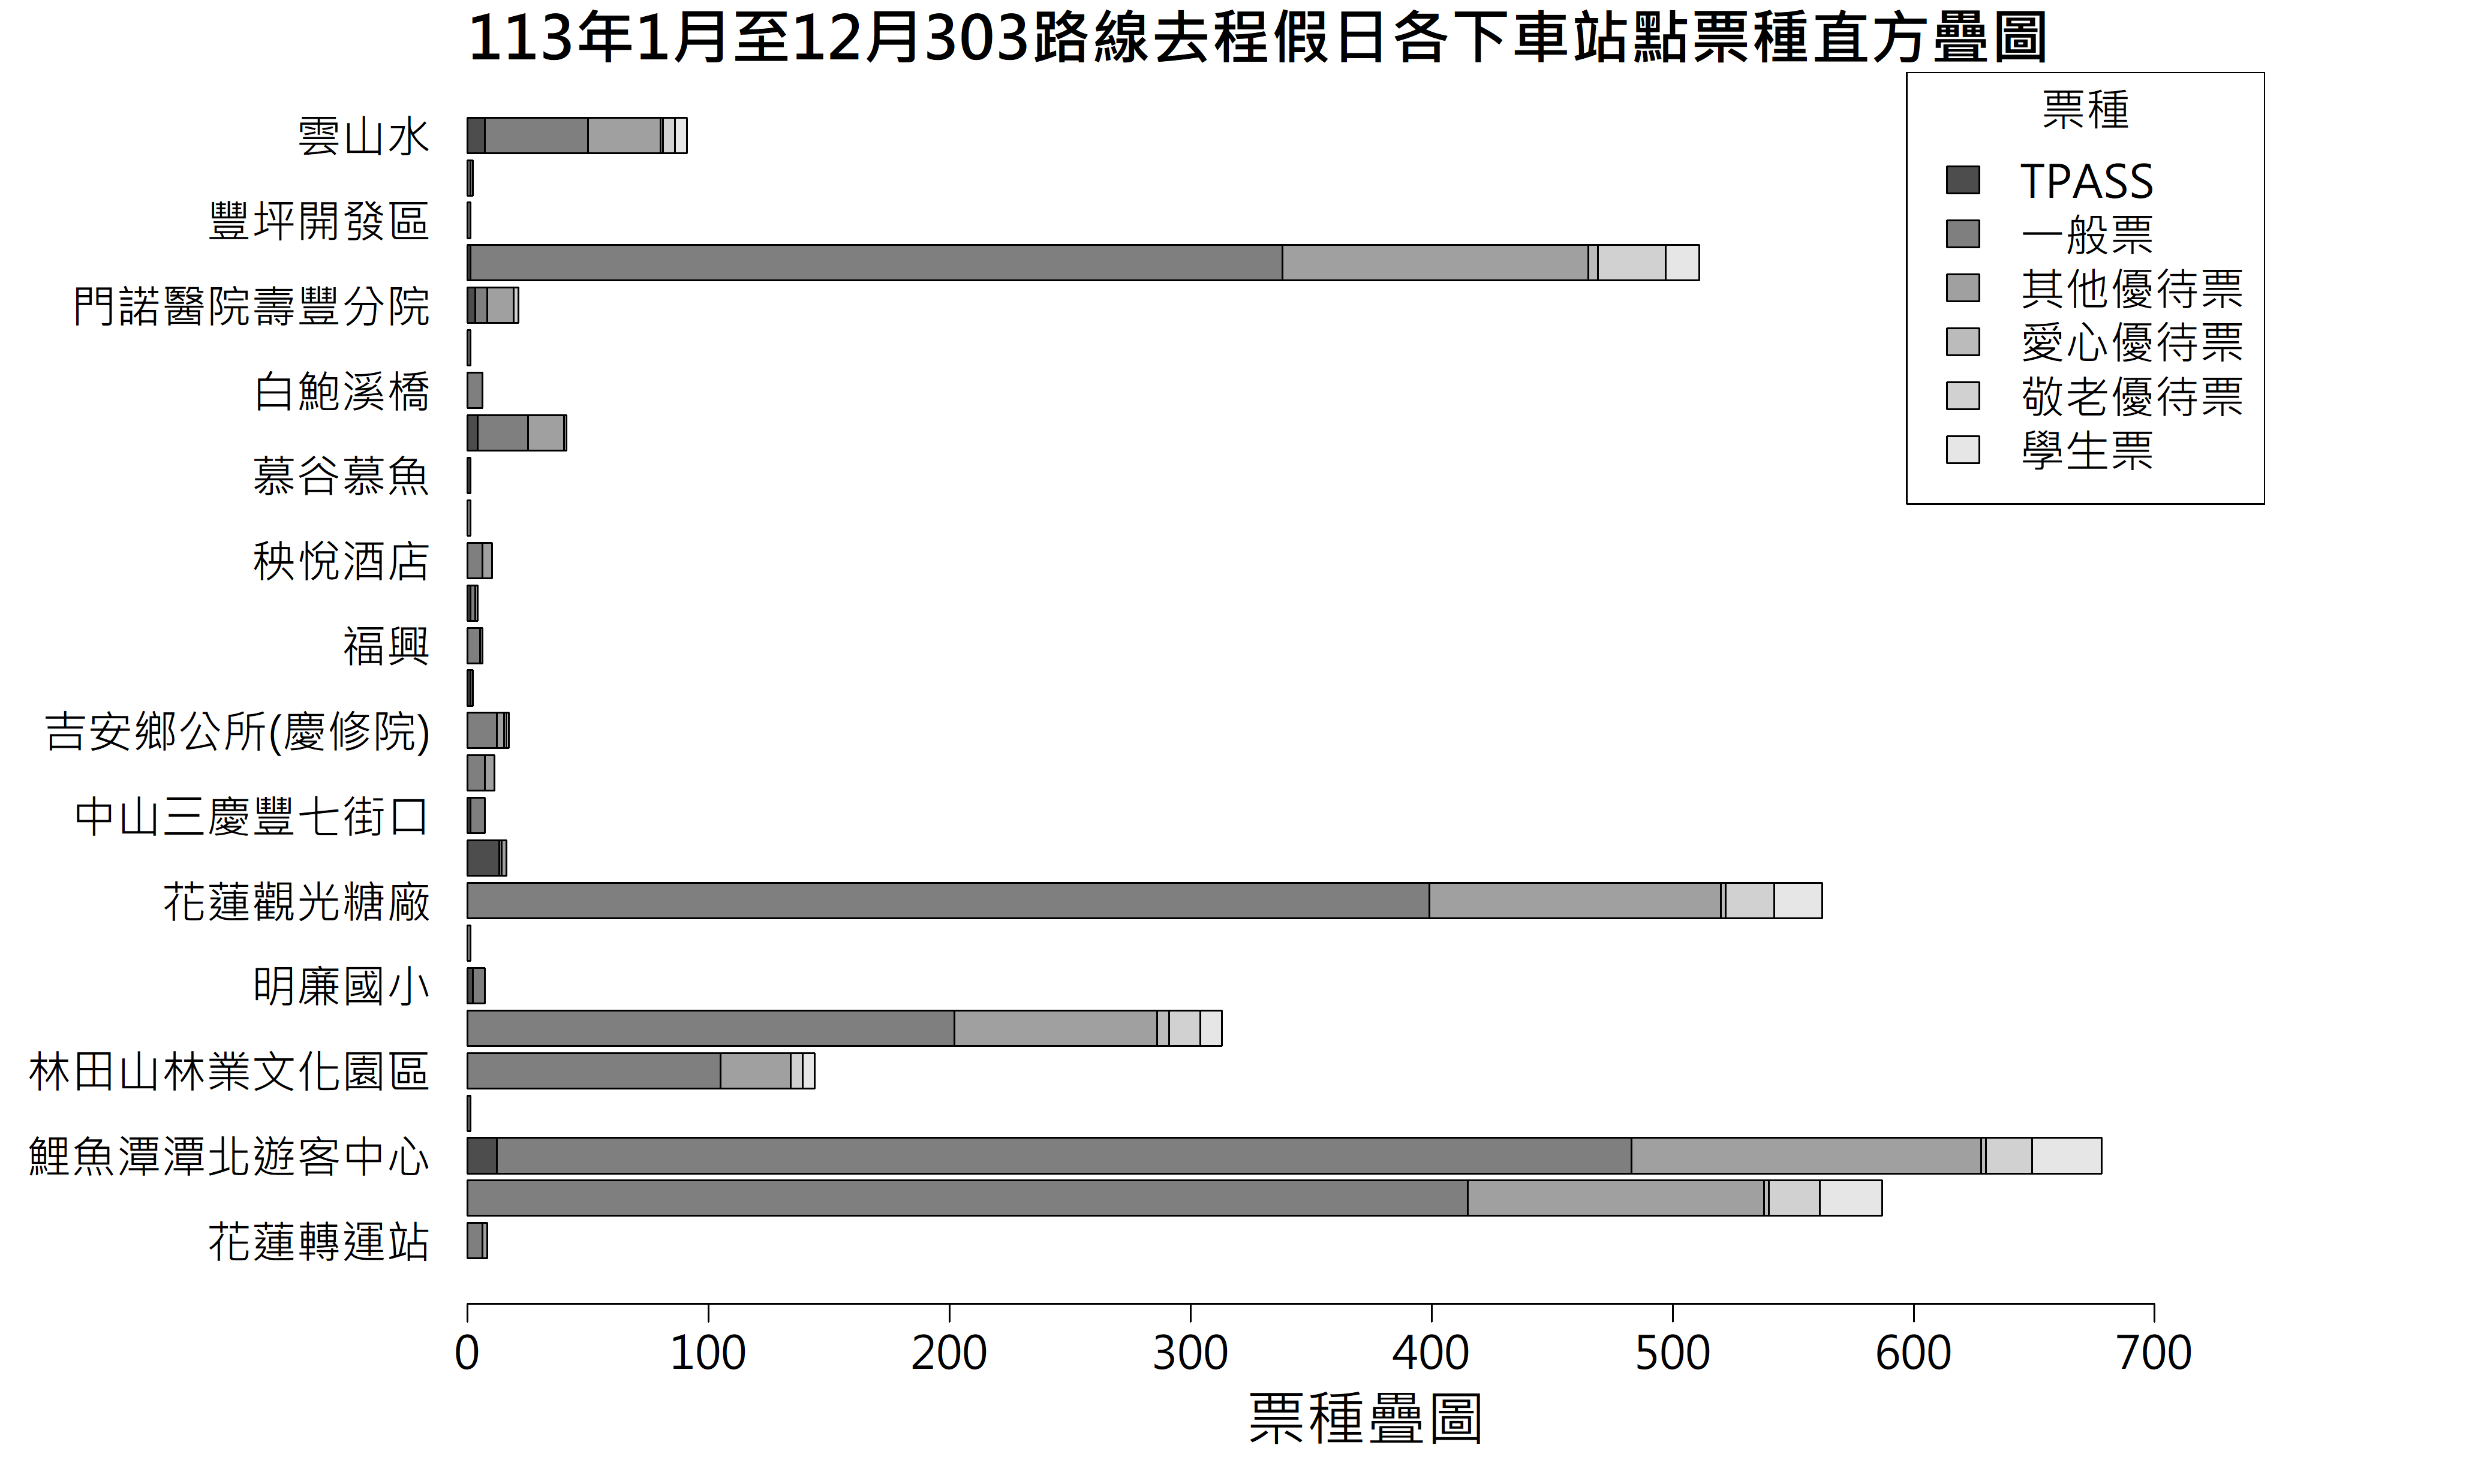 113年1月至12月303路線去程假日各下車站點票種直方疊圖
票種
TPASS
一般票
其他優待票
愛心優待票
敬老優待票
學生票
雲山水
豐坪開發區
門諾醫院壽豐分院
白鮑溪橋
慕谷慕魚
秧悅酒店
福興
吉安鄉公所(慶修院)
中山三慶豐七街口
花蓮觀光糖廠
明廉國小
林田山林業文化園區
鯉魚潭潭北遊客中心
花蓮轉運站
0 100 200 300 400 500 600 700
票種疊圖